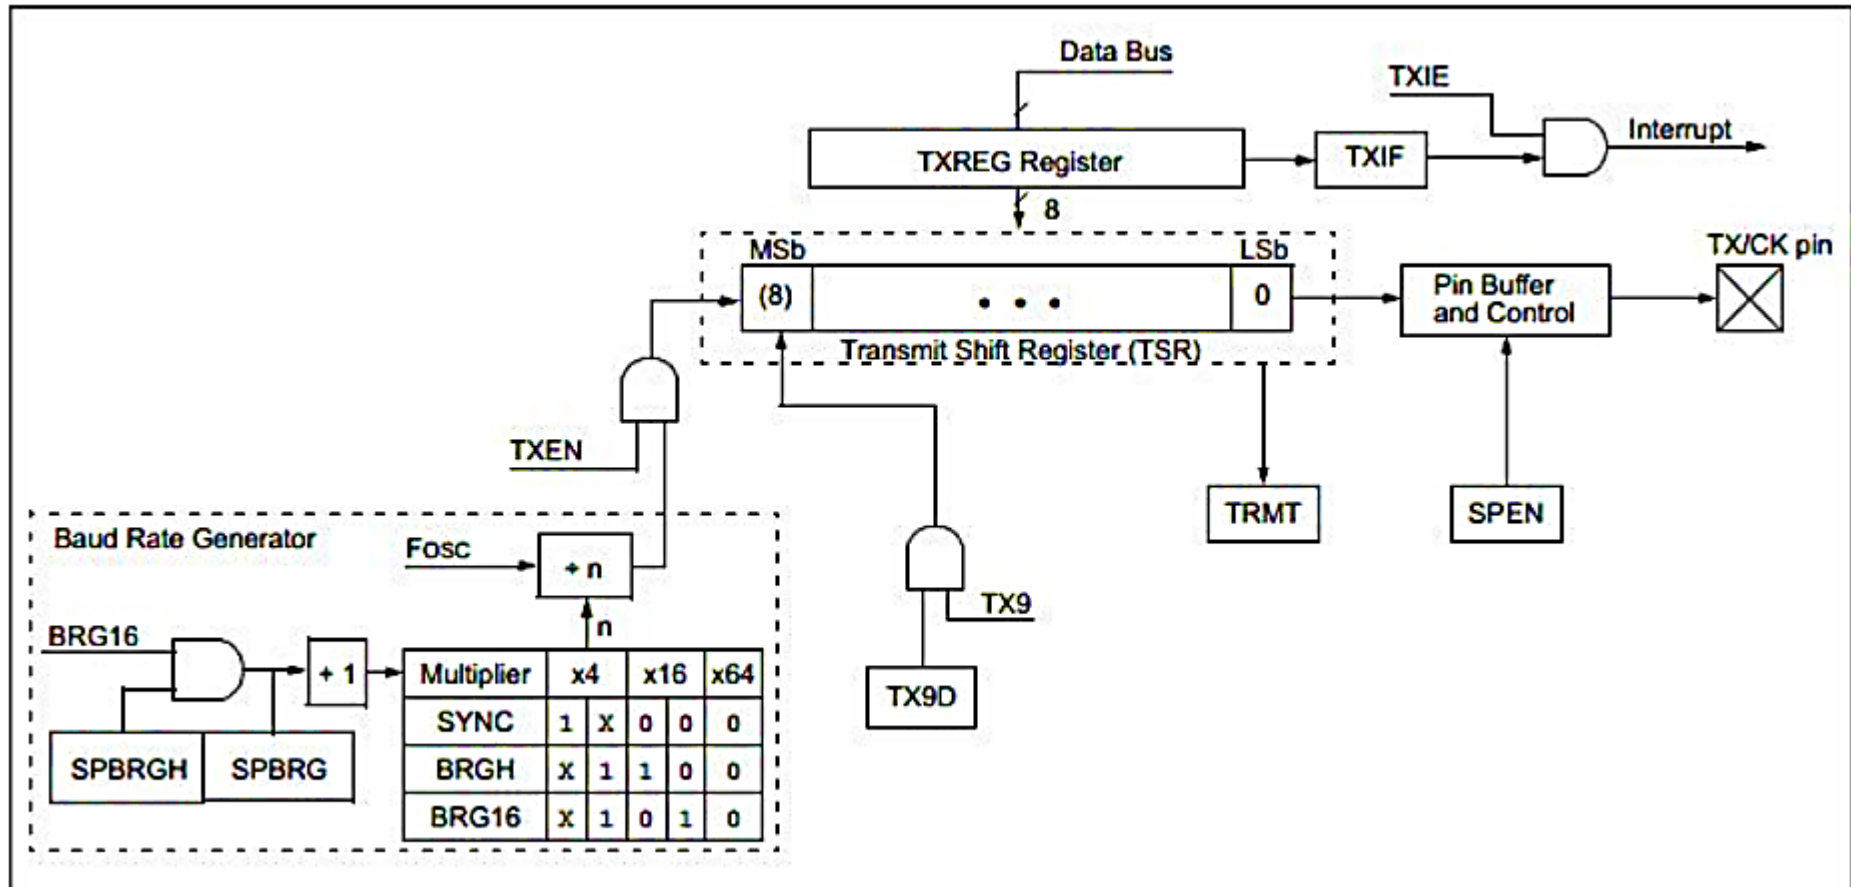 Data Bus
TXIE
Interrupt
TXREG Register
TXIF
8
MSb
LSb
TX/CK pin
(8)
• • •
0
Pin Buffer
and Control
Transmit Shift Register (TSR)
TXEN
TRMT
SPEN
Baud Rate Generator
Fosc
÷ n
TX9
n
BRG16
+ 1
Multiplier x4 x16 x64
SYNC 1 X 0 0 0
BRGH X 1 1 0 0
BRG16 X 1 0 1 0
SPBRGH SPBRG
TX9D